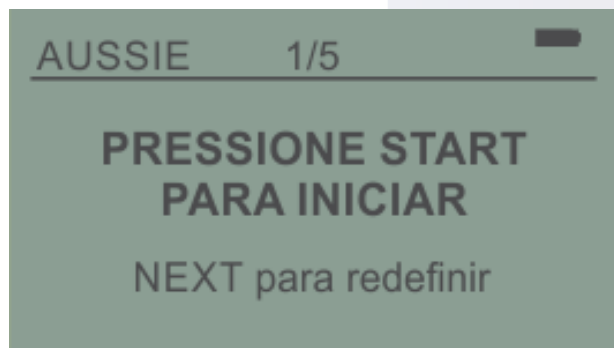 AUSSIE 1/5
PRESSIONE START
PARA INICIAR
NEXT para redefinir